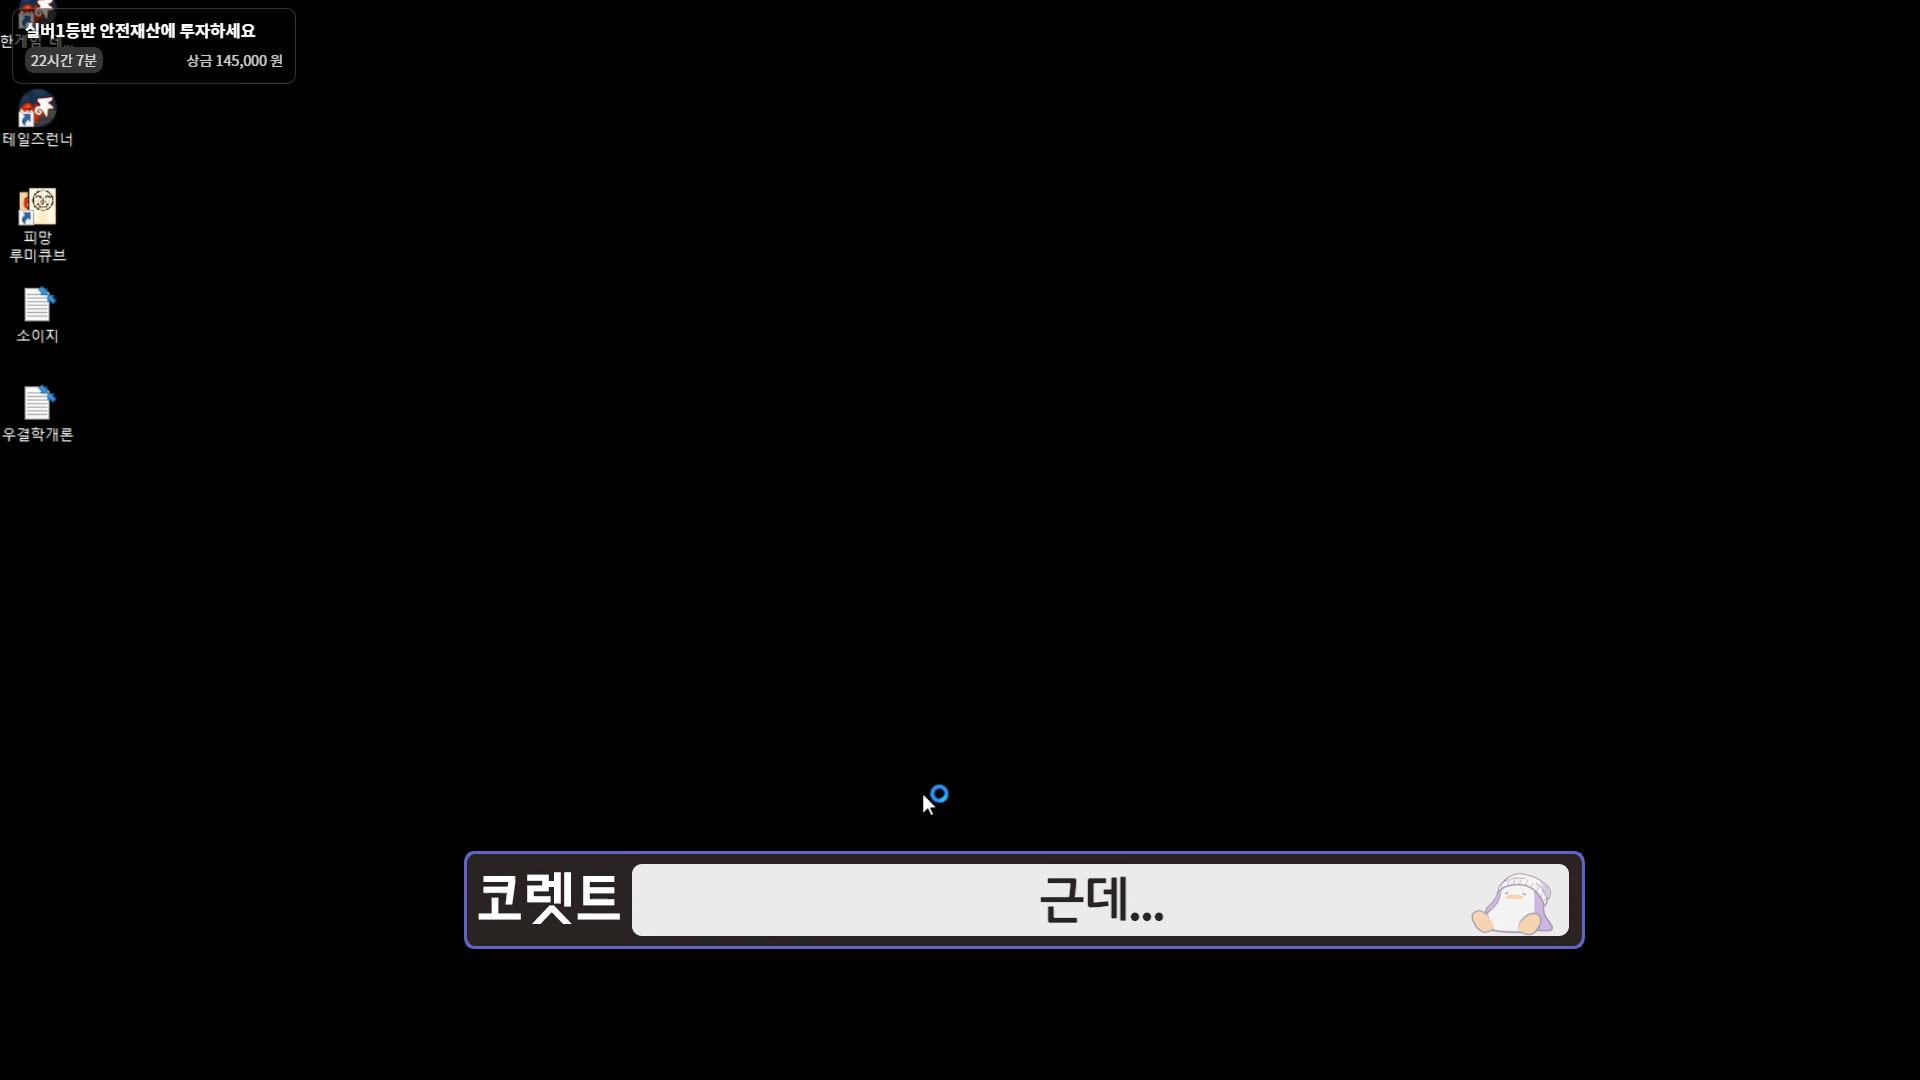 실버1등반 안전재산에 투자하세요
22시간 7분
상금 145,000 원
테일즈런너
피망
루미큐브
소이지
우결학개론
코렛트
근데...